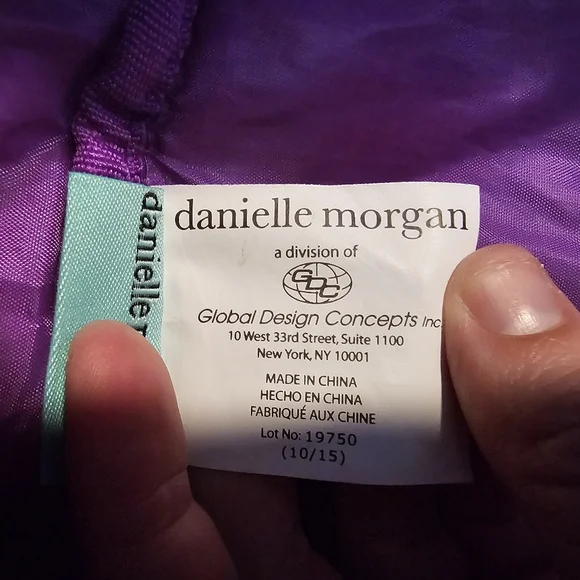 danielle
danielle morgan
a division of
GDC
Global Design Concepts Inc
10 West 33rd Street, Suite 1100
New York, NY 10001
MADE IN CHINA
HECHO EN CHINA
FABRIQUÉ AUX CHINE
Lot No: 19750
(10/15)